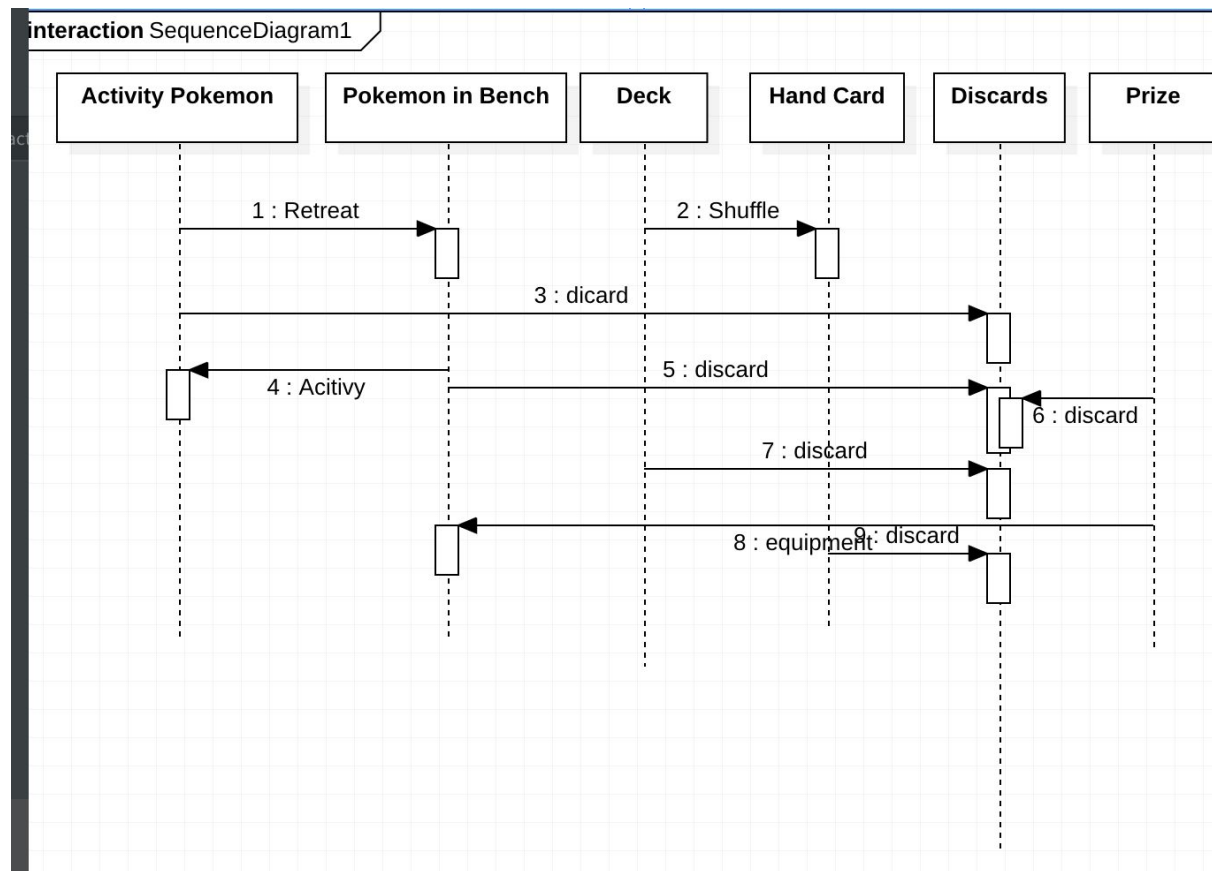 interaction SequenceDiagram1
Activity Pokemon
Pokemon in Bench
Deck
Hand Card
Discards
Prize
act
1 : Retreat
2 : Shuffle
3 : dicard
4 : Acitivy
5 : discard
6 : discard
7 : discard
8 : equipment
9 : discard